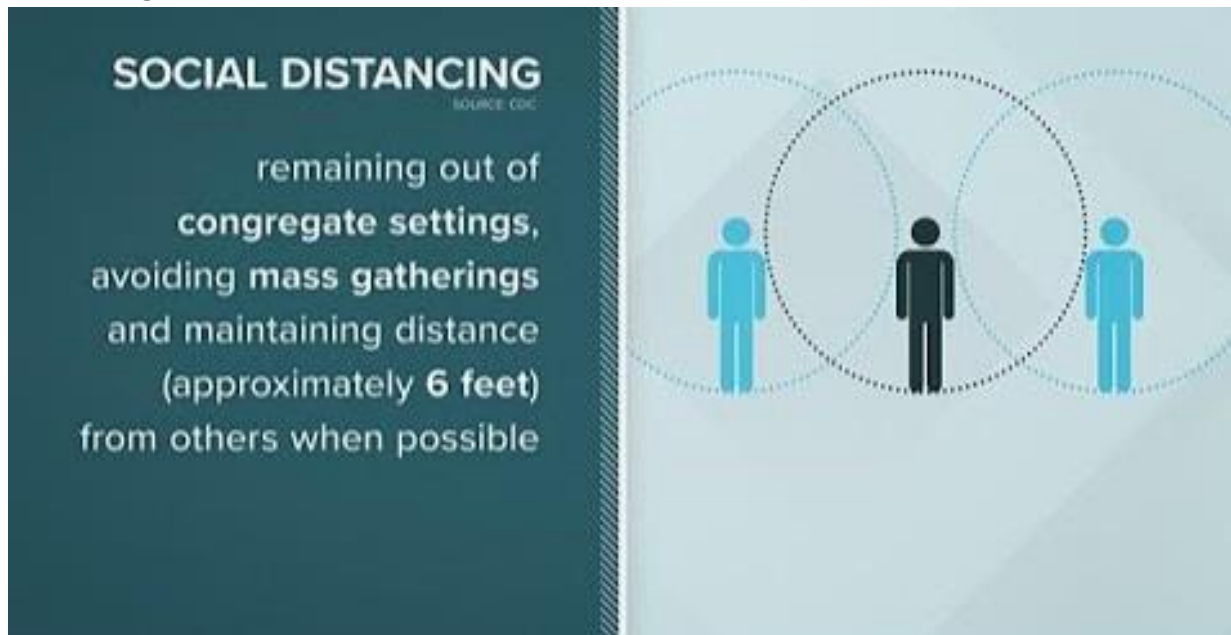 SOCIAL DISTANCING
SOURCE CDC
remaining out of
congregate settings,
avoiding mass gatherings
and maintaining distance
(approximately 6 feet)
from others when possible